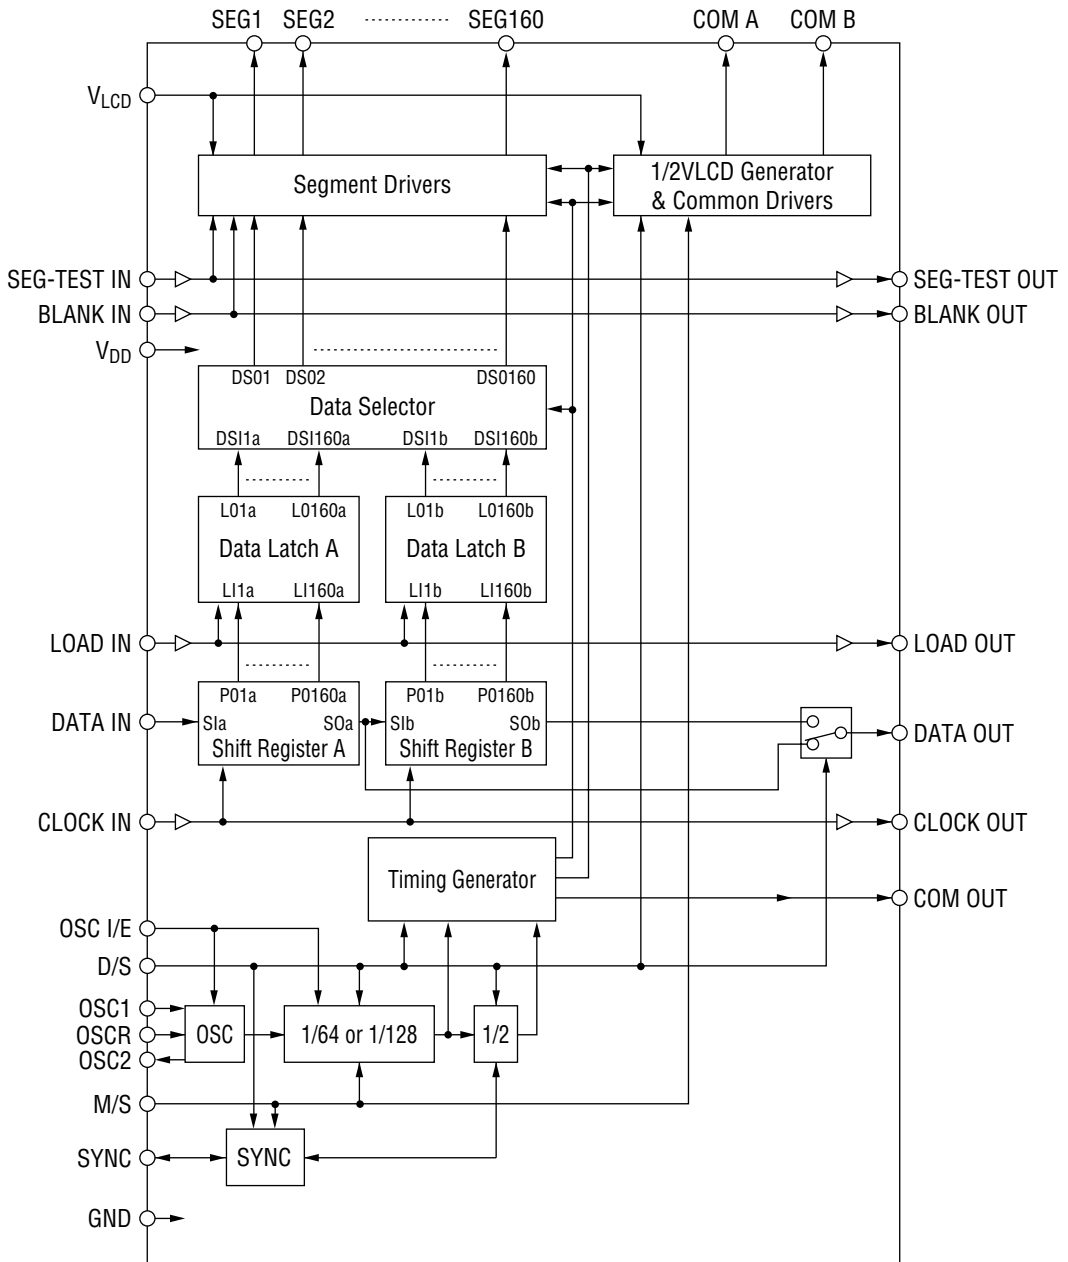 SEG1 SEG2 SEG160 COM A COM B
VLCD
Segment Drivers
1/2VLCD Generator
& Common Drivers
SEG-TEST IN
SEG-TEST OUT
BLANK IN
BLANK OUT
VDD
DS01 DS02 DS0160
Data Selector
DSI1a DSI160a DSI1b DSI160b
L01a L0160a L01b L0160b
Data Latch A
Data Latch B
LI1a LI160a LI1b LI160b
LOAD IN
LOAD OUT
P01a P0160a P01b P0160b
DATA IN
SIa SOa SIb SOb
DATA OUT
Shift Register A
Shift Register B
CLOCK IN
CLOCK OUT
Timing Generator
COM OUT
OSC I/E
D/S
OSC1
OSCR
OSC 1/64 or 1/128 1/2
OSC2
M/S
SYNC
SYNC
GND